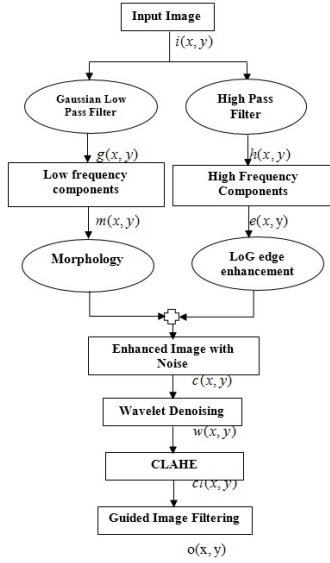 Input Image
i(x, y)
Gaussian Low
Pass Filter
High Pass
Filter
g(x, y)
h(x, y)
Low frequency
components
High Frequency
Components
m(x, y)
e(x, y)
Morphology
LoG edge
enhancement
Enhanced Image with
Noise
c(x, y)
Wavelet Denoising
w(x, y)
CLAHE
cl(x, y)
Guided Image Filtering
o(x, y)